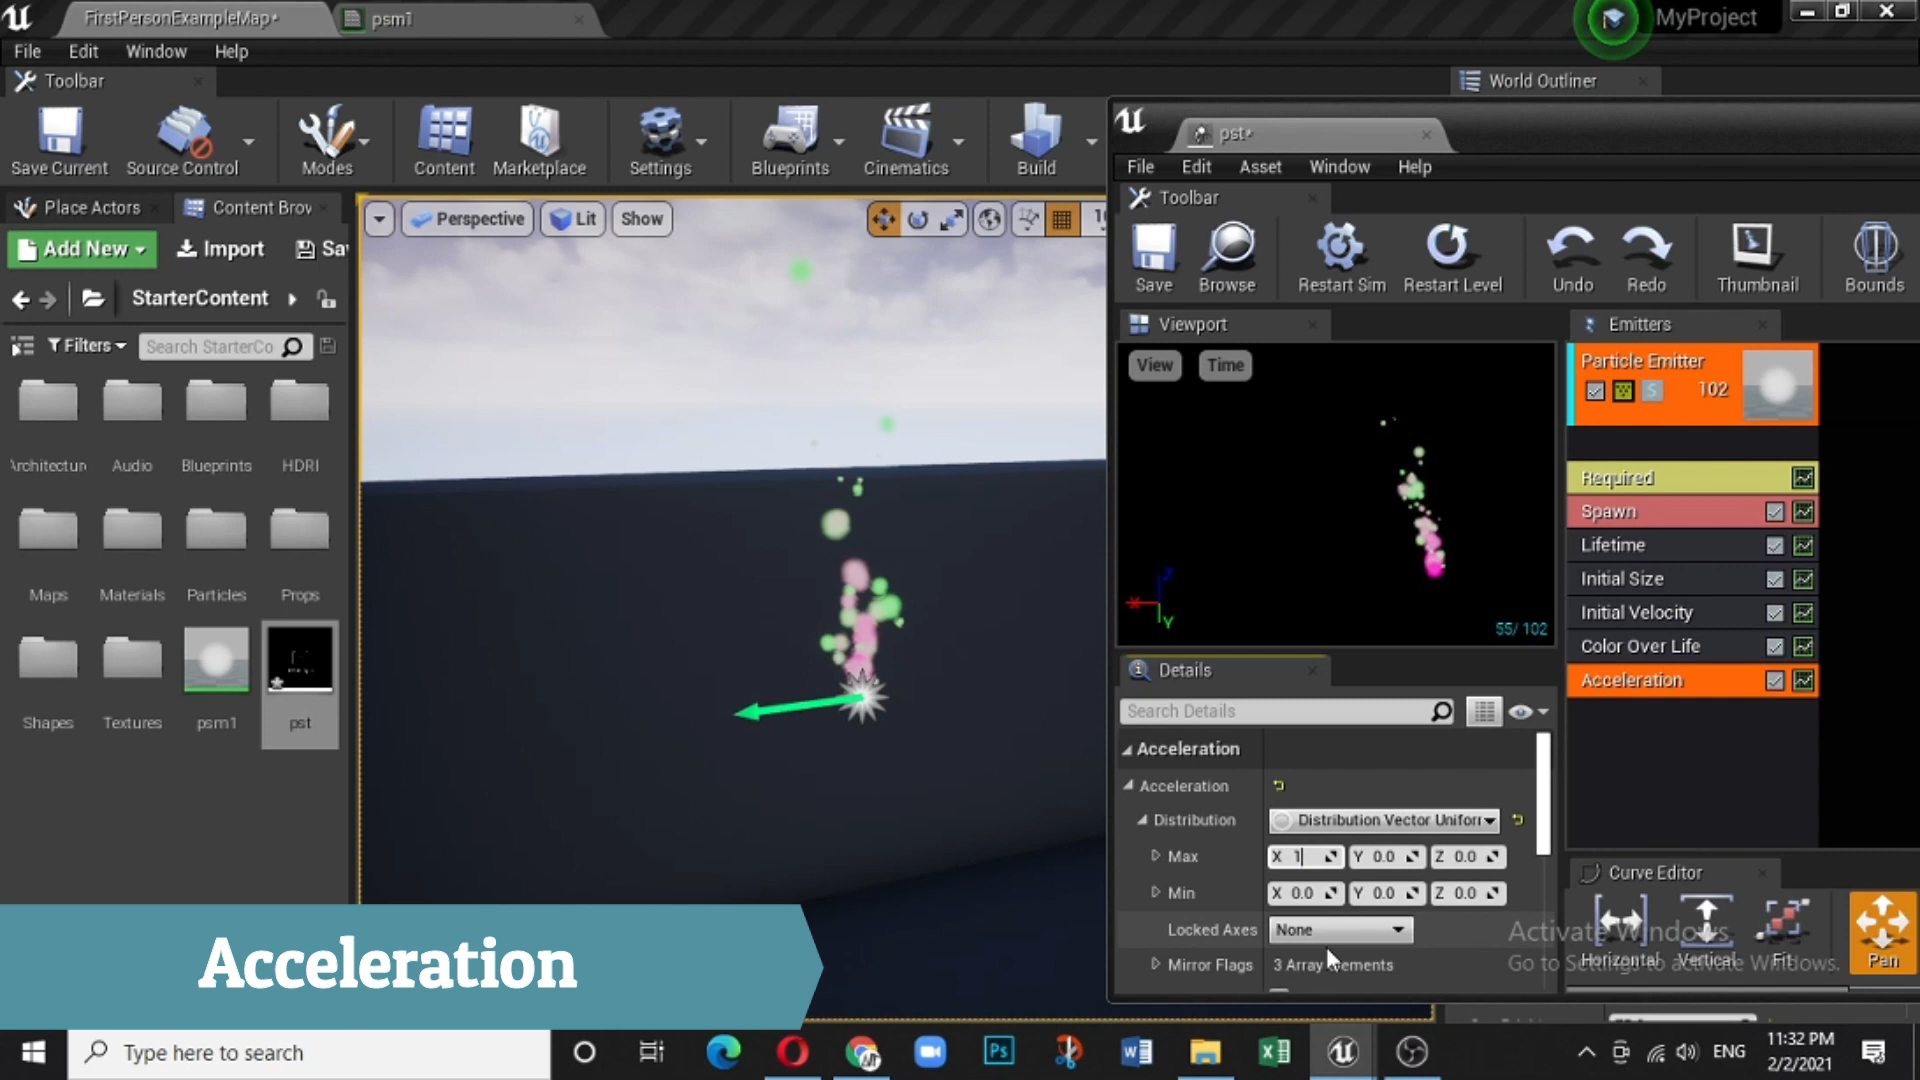 FirstPersonExampleMap*
psm1
MyProject
File Edit Window Help
Toolbar
World Outliner
Save Current
Source Control
Modes
Content
Marketplace
Settings
Blueprints
Cinematics
Build
pst*
File Edit Asset Window Help
Toolbar
Save
Browse
Restart Sim
Restart Level
Undo
Redo
Thumbnail
Bounds
Place Actors
Content Brov
Add New
Import
Sa
StarterContent
Filters
Search StarterCo
Architectur
Audio
Blueprints
HDRI
Maps
Materials
Particles
Props
Shapes
Textures
psm1
pst
Perspective
Lit
Show
Viewport
View
Time
Z
X
Y
55/ 102
Emitters
Particle Emitter
S
102
Required
Spawn
Lifetime
Initial Size
Initial Velocity
Color Over Life
Acceleration
Details
Search Details
Acceleration
Acceleration
Distribution
Distribution Vector Uniform
Max X 1 Y 0.0 Z 0.0
Min X 0.0 Y 0.0 Z 0.0
Locked Axes None
Mirror Flags 3 Array
Curve Editor
Horizontal
Vertical
Fit
Pan
Activate Windows
Go to Settings to activate Windows.
Acceleration
Type here to search
Ps
ENG
11:32 PM
2/2/2021